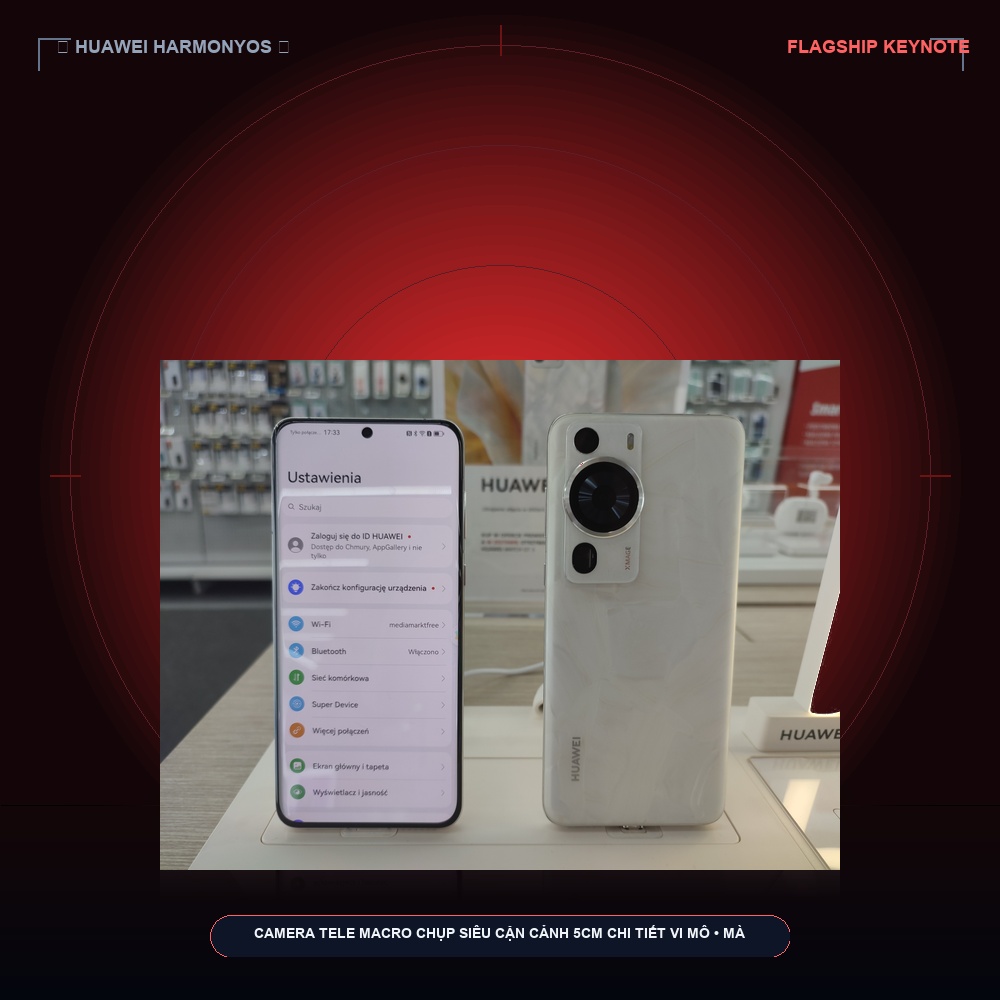 HUAWEI HARMONYOS
FLAGSHIP KEYNOTE
17:33
Ustawienia
Szukaj
Zaloguj się do ID HUAWEI
Dostęp do Chmury, AppGallery i nie
tylko
Zakończ konfigurację urządzenia
Wi-Fi mediamarktfree
Bluetooth Włączono
Sieć komórkowa
Super Device
Więcej połączeń
Ekran główny i tapeta
Wyświetlacz i jasność
HUAWE
XMAGE
HUAWEI
HUAWE
CAMERA TELE MACRO CHỤP SIÊU CẬN CẢNH 5CM CHI TIẾT VI MÔ • MÀ